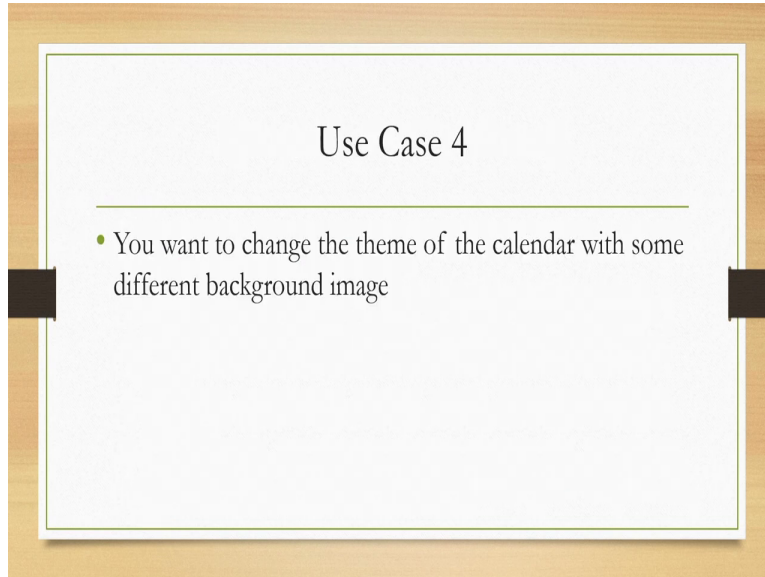 Use Case 4
• You want to change the theme of the calendar with some
different background image